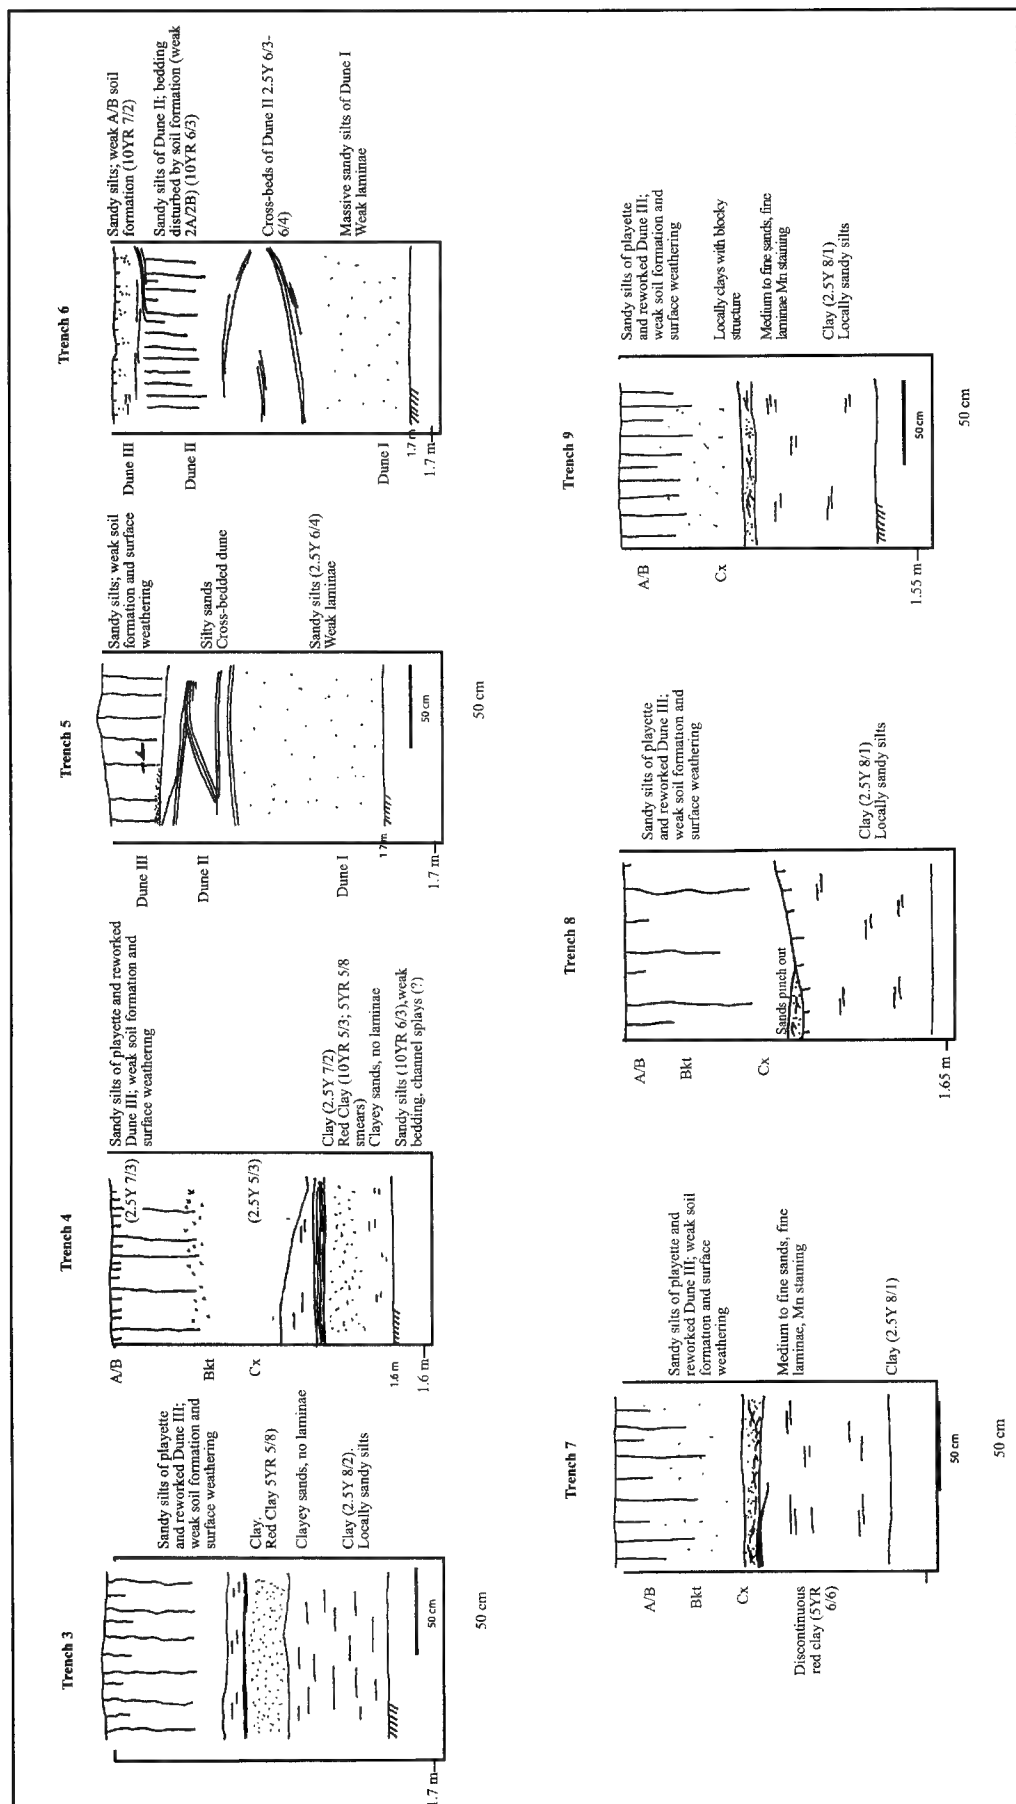 Trench 3
Sandy silts of playette
and reworked Dune III;
weak soil formation and
surface weathering
Clay.
Red Clay 5YR 5/8)
Clayey sands, no laminae
Clay (2.5Y 8/2).
Locally sandy silts
1.7 m
50 cm
50 cm
Trench 4
A/B
Bkt
Cx
1.6 m
1.6 m
(2.5Y 7/3)
(2.5Y 5/3)
Sandy silts of playette and reworked
Dune III; weak soil formation and
surface weathering
Clay (2.5Y 7/2)
Red Clay (10YR 5/3; 5YR 5/8
smears)
Clayey sands, no laminae
Sandy silts (10YR 6/3),weak
bedding, channel splays (?)
Trench 5
Dune III
Dune II
Dune I
1.7 m
1.7 m
Sandy silts; weak soil
formation and surface
weathering
Silty sands
Cross-bedded dune
Sandy silts (2.5Y 6/4)
Weak laminae
50 cm
50 cm
Trench 6
Dune III
Dune II
Dune I
1.7 m
1.7 m
Sandy silts; weak A/B soil
formation (10YR 7/2)
Sandy silts of Dune II; bedding
disturbed by soil formation (weak
2A/2B) (10YR 6/3)
Cross-beds of Dune II 2.5Y 6/3-
6/4)
Massive sandy silts of Dune I
Weak laminae
Trench 7
A/B
Bkt
Cx
Discontinuous
red clay (5YR
6/6)
Sandy silts of playette and
reworked Dune III; weak soil
formation and surface
weathering
Medium to fine sands, fine
laminae, Mn staining
Clay (2.5Y 8/1)
50 cm
50 cm
Trench 8
A/B
Bkt
Cx
1.65 m
Sands pinch out
Sandy silts of playette
and reworked Dune III;
weak soil formation and
surface weathering
Clay (2.5Y 8/1)
Locally sandy silts
Trench 9
A/B
Cx
1.55 m
Sandy silts of playette
and reworked Dune III;
weak soil formation and
surface weathering
Locally clays with blocky
structure
Medium to fine sands, fine
laminae Mn staining
Clay (2.5Y 8/1)
Locally sandy silts
50 cm
50 cm